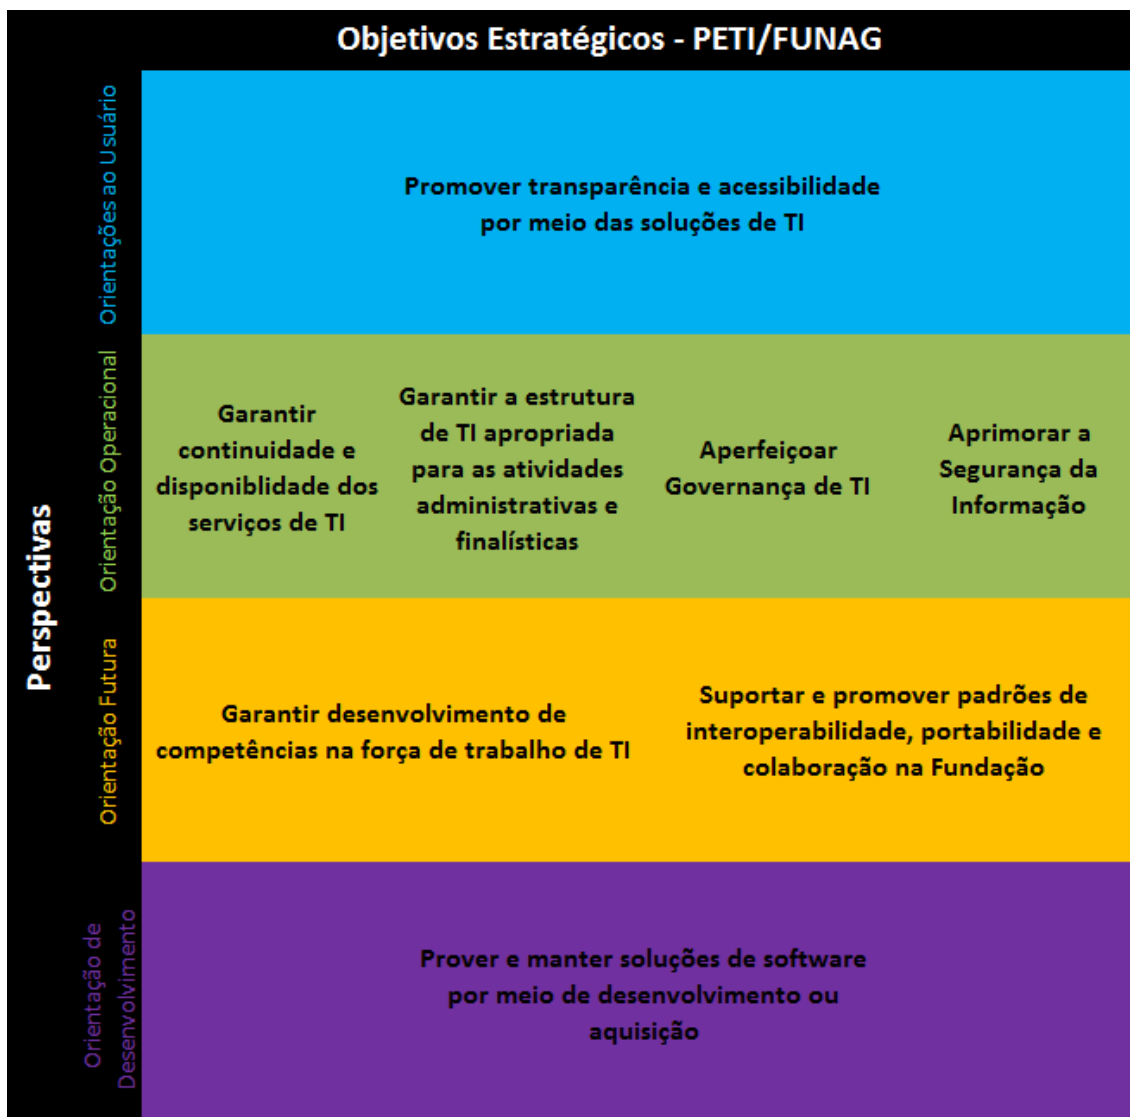 Objetivos Estratégicos - PETI/FUNAG
Perspectivas
Orientações ao Usuário
Promover transparência e acessibilidade
por meio das soluções de TI
Orientação Operacional
Garantir
continuidade e
disponiblidade dos
serviços de TI
Garantir a estrutura
de TI apropriada
para as atividades
administrativas e
finalísticas
Aperfeiçoar
Governança de TI
Aprimorar a
Segurança da
Informação
Orientação Futura
Garantir desenvolvimento de
competências na força de trabalho de TI
Suportar e promover padrões de
interoperabilidade, portabilidade e
colaboração na Fundação
Orientação de
Desenvolvimento
Prover e manter soluções de software
por meio de desenvolvimento ou
aquisição